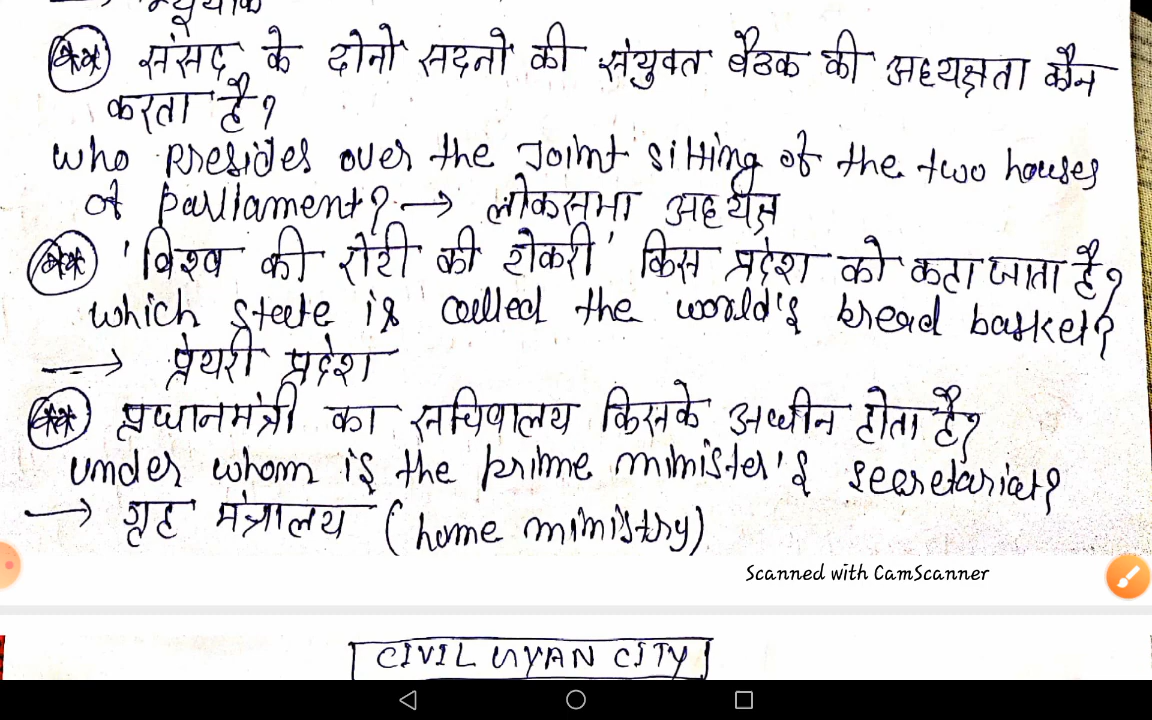 ** संसद के दोनो सदनो की संयुक्त बैठक की अध्यक्षता कौन
करता है?
who presides over the Joint sitting of the two houses
of parliament? → लोकसभा अध्यक्ष
** 'विश्व की रोटी की टोकरी' किस प्रदेश को कहा जाता है?
which state is called the world's bread basket?
→ प्रेयरी प्रदेश
** प्रधानमंत्री का सचिवालय किसके अधीन होता है?
under whom is the prime minister's secretariat?
→ गृह मंत्रालय (home ministry)
Scanned with CamScanner
CIVIL GYAN CITY